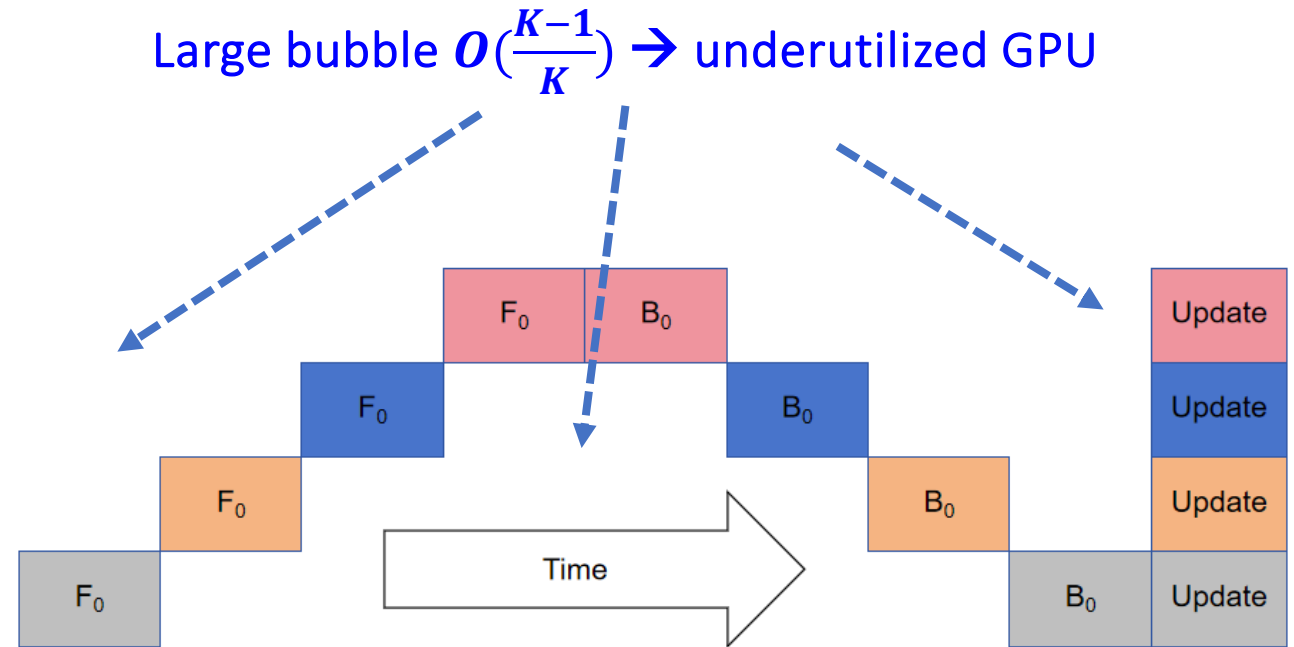 Large bubble O(K−1/K) → underutilized GPU
F₀ B₀ Update
F₀ B₀ Update
F₀ B₀ Update
Time
F₀ B₀ Update